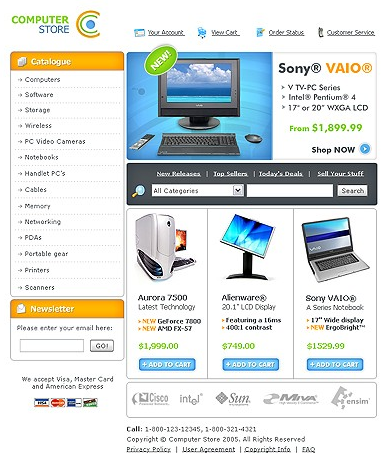 COMPUTER
STORE
Your Account
View Cart
Order Status
Customer Service
Catalogue
Computers
Software
Storage
Wireless
PC Video Cameras
Notebooks
Handlet PC's
Cables
Memory
Networking
PDAs
Portable gear
Printers
Scanners
Newsletter
Please enter your email here:
GO!
We accept Visa, Master Card
and American Express
VISA
NEW!
Sony® VAIO®
V TV-PC Series
Intel® Pentium® 4
17" or 20" WXGA LCD
From $1,899.99
Shop NOW
New Releases | Top Sellers | Today's Deals | Sell Your Stuff
All Categories
Search
Aurora 7500
Latest Technology
NEW GeForce 7800
NEW AMD FX-57
$1,999.00
+ADD TO CART
Alienware®
20.1" LCD Display
Featuring a 16ms
400:1 contrast
$749.00
+ADD TO CART
Sony VAIO®
A Series Notebook
17" Wide display
NEW ErgoBright™
$1529.99
+ADD TO CART
Cisco
intel
Sun
Miva
ensim
Call: 1-800-123-12345, 1-800-321-4321
Copyright © Computer Store 2005. All Rights Reserved
Privacy Policy | User Agreement | Copyright Info | FAQ